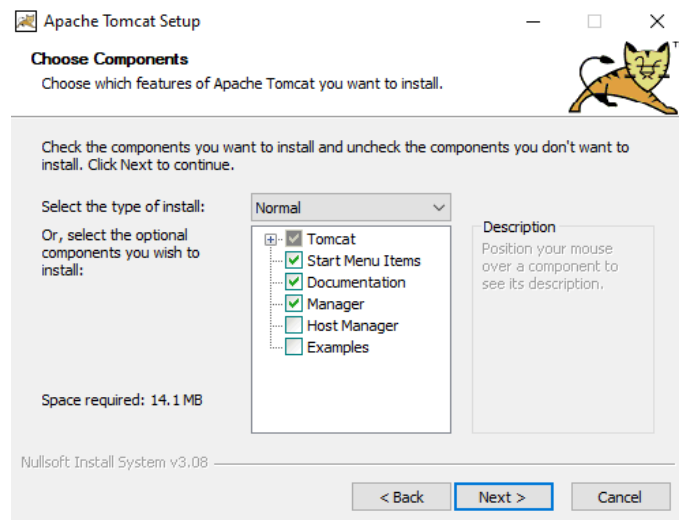 Apache Tomcat Setup
Choose Components
Choose which features of Apache Tomcat you want to install.
TM
Check the components you want to install and uncheck the components you don't want to
install. Click Next to continue.
Select the type of install:
Normal
Or, select the optional
components you wish to
install:
Tomcat
Start Menu Items
Documentation
Manager
Host Manager
Examples
Description
Position your mouse
over a component to
see its description.
Space required: 14.1 MB
Nullsoft Install System v3.08
< Back
Next >
Cancel